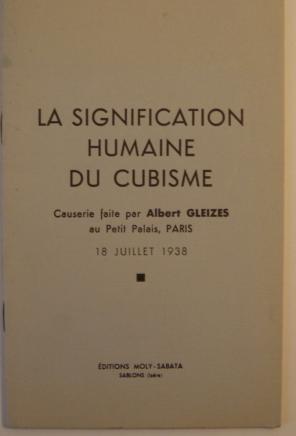 LA SIGNIFICATION
HUMAINE
DU CUBISME
Causerie faite par Albert GLEIZES
au Petit Palais, PARIS
18 JUILLET 1938
ÉDITIONS MOLY-SABATA
SABLONS (Isère)